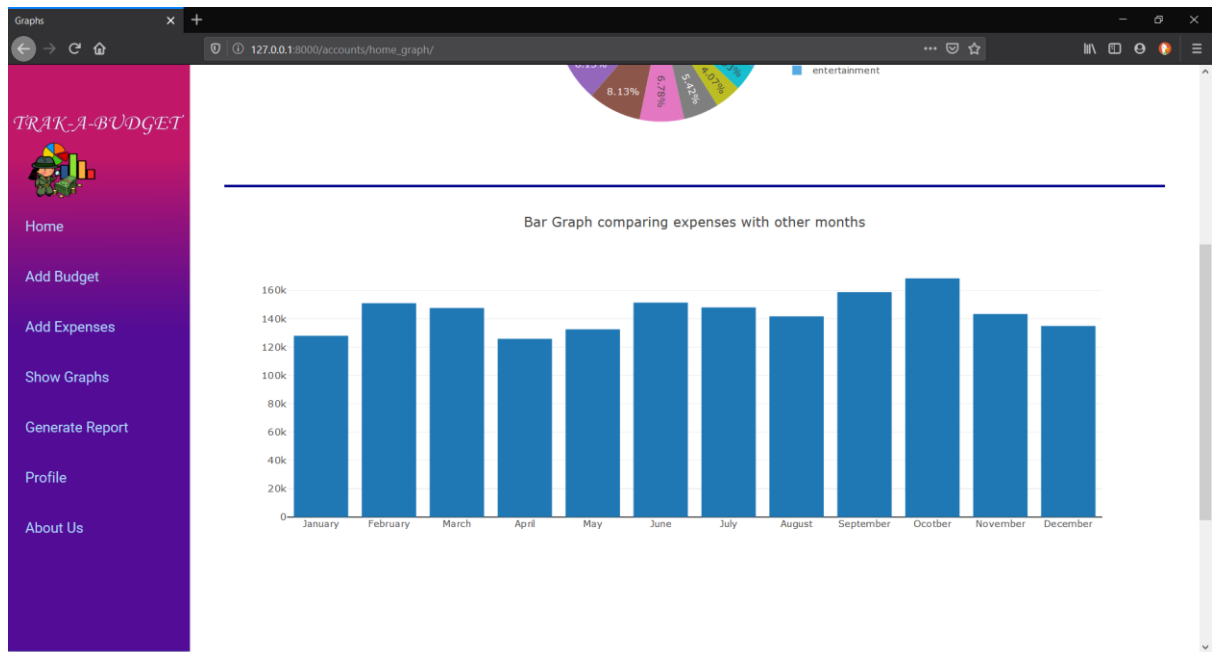 Graphs
127.0.0.1:8000/accounts/home_graph/
TRAK-A-BUDGET
Home
Add Budget
Add Expenses
Show Graphs
Generate Report
Profile
About Us
8.13%
6.78%
5.42%
4.07%
entertainment
Bar Graph comparing expenses with other months
160k
140k
120k
100k
80k
60k
40k
20k
0
January February March April May June July August September Ocotber November December